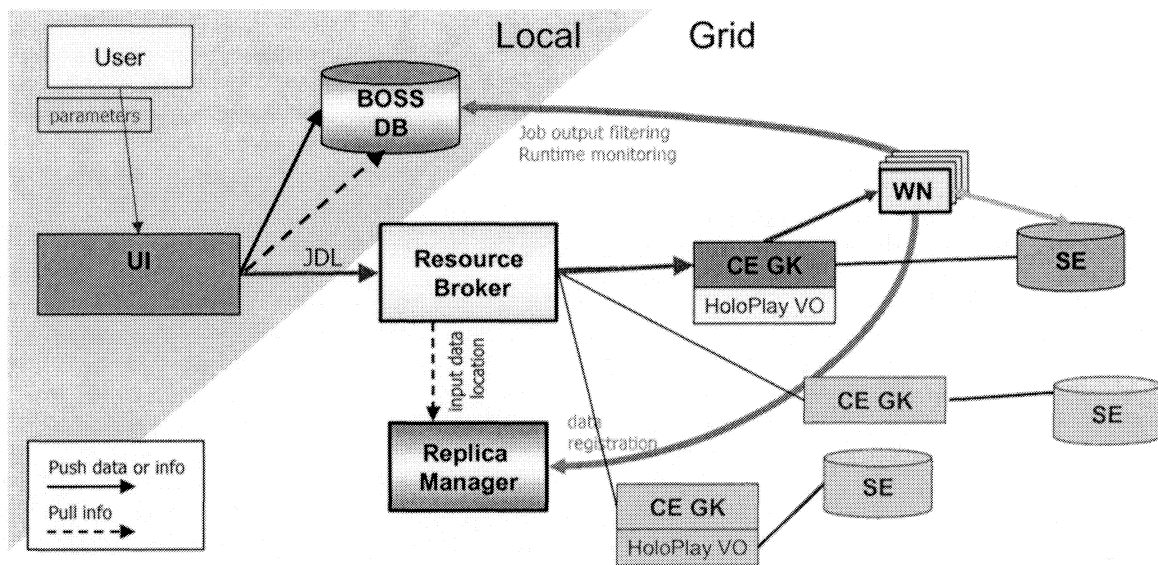 Local Grid
User
parameters
BOSS
DB
Job output filtering
Runtime monitoring
WN
UI
JDL
Resource
Broker
CE GK
HoloPlay VO
SE
Input data
location
CE GK
SE
data
registration
Replica
Manager
SE
CE GK
HoloPlay VO
Push data or info
Pull info